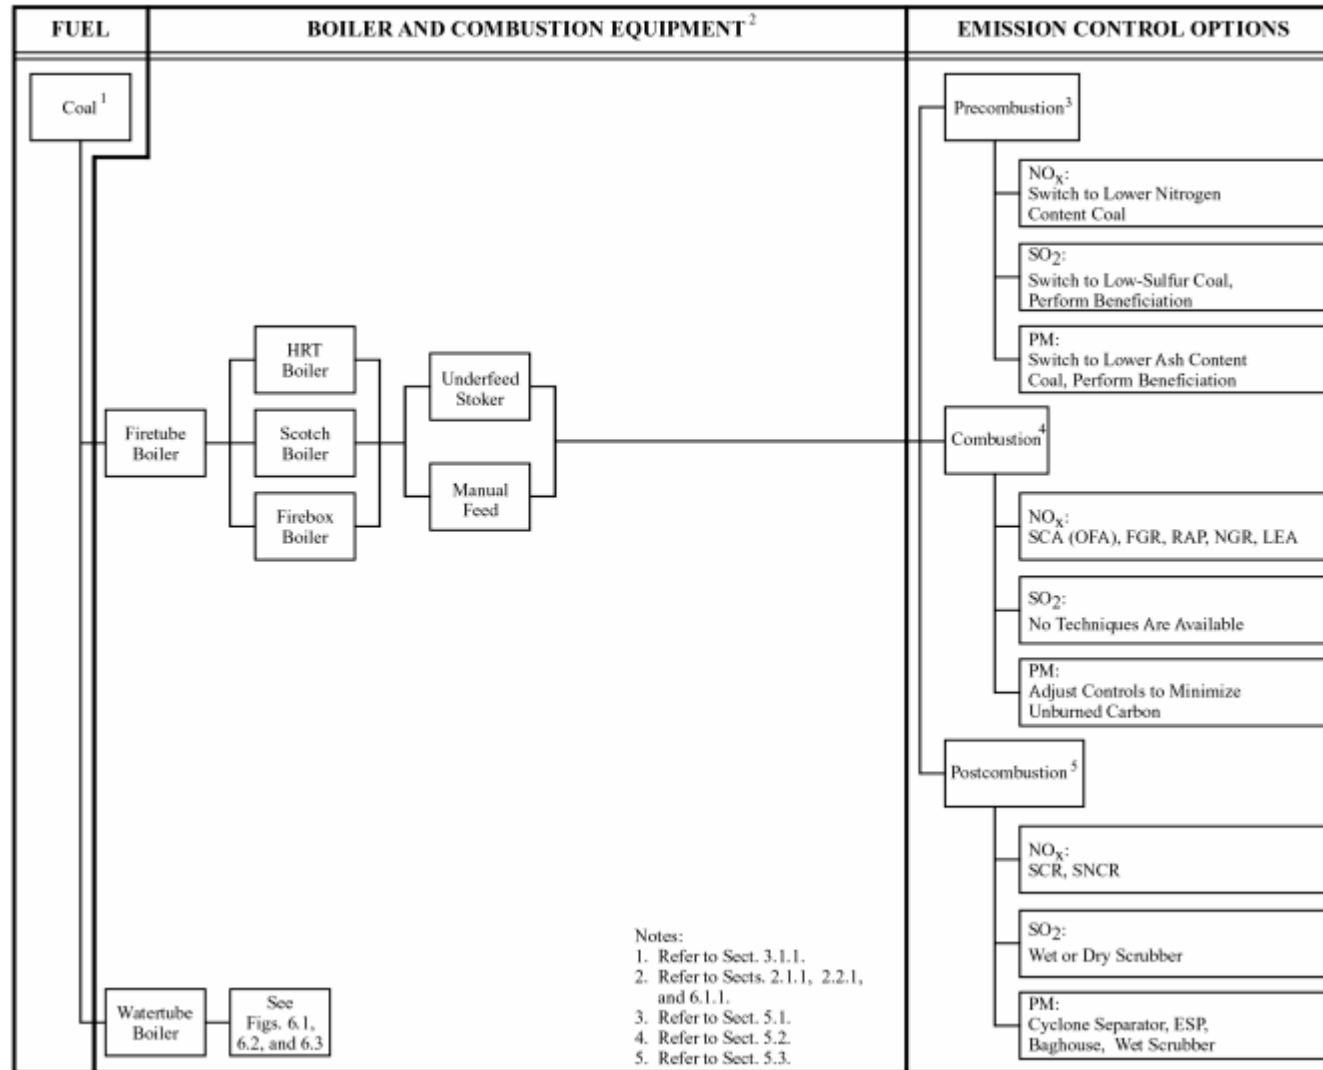 FUEL
BOILER AND COMBUSTION EQUIPMENT 2
EMISSION CONTROL OPTIONS
Coal 1
HRT
Boiler
Firetube
Boiler
Scotch
Boiler
Firebox
Boiler
Underfeed
Stoker
Manual
Feed
Watertube
Boiler
See
Figs. 6.1,
6.2, and 6.3
Notes:
1. Refer to Sect. 3.1.1.
2. Refer to Sects. 2.1.1, 2.2.1,
and 6.1.1.
3. Refer to Sect. 5.1.
4. Refer to Sect. 5.2.
5. Refer to Sect. 5.3.
Precombustion 3
NOx:
Switch to Lower Nitrogen
Content Coal
SO2:
Switch to Low-Sulfur Coal,
Perform Beneficiation
PM:
Switch to Lower Ash Content
Coal, Perform Beneficiation
Combustion 4
NOx:
SCA (OFA), FGR, RAP, NGR, LEA
SO2:
No Techniques Are Available
PM:
Adjust Controls to Minimize
Unburned Carbon
Postcombustion 5
NOx:
SCR, SNCR
SO2:
Wet or Dry Scrubber
PM:
Cyclone Separator, ESP,
Baghouse, Wet Scrubber